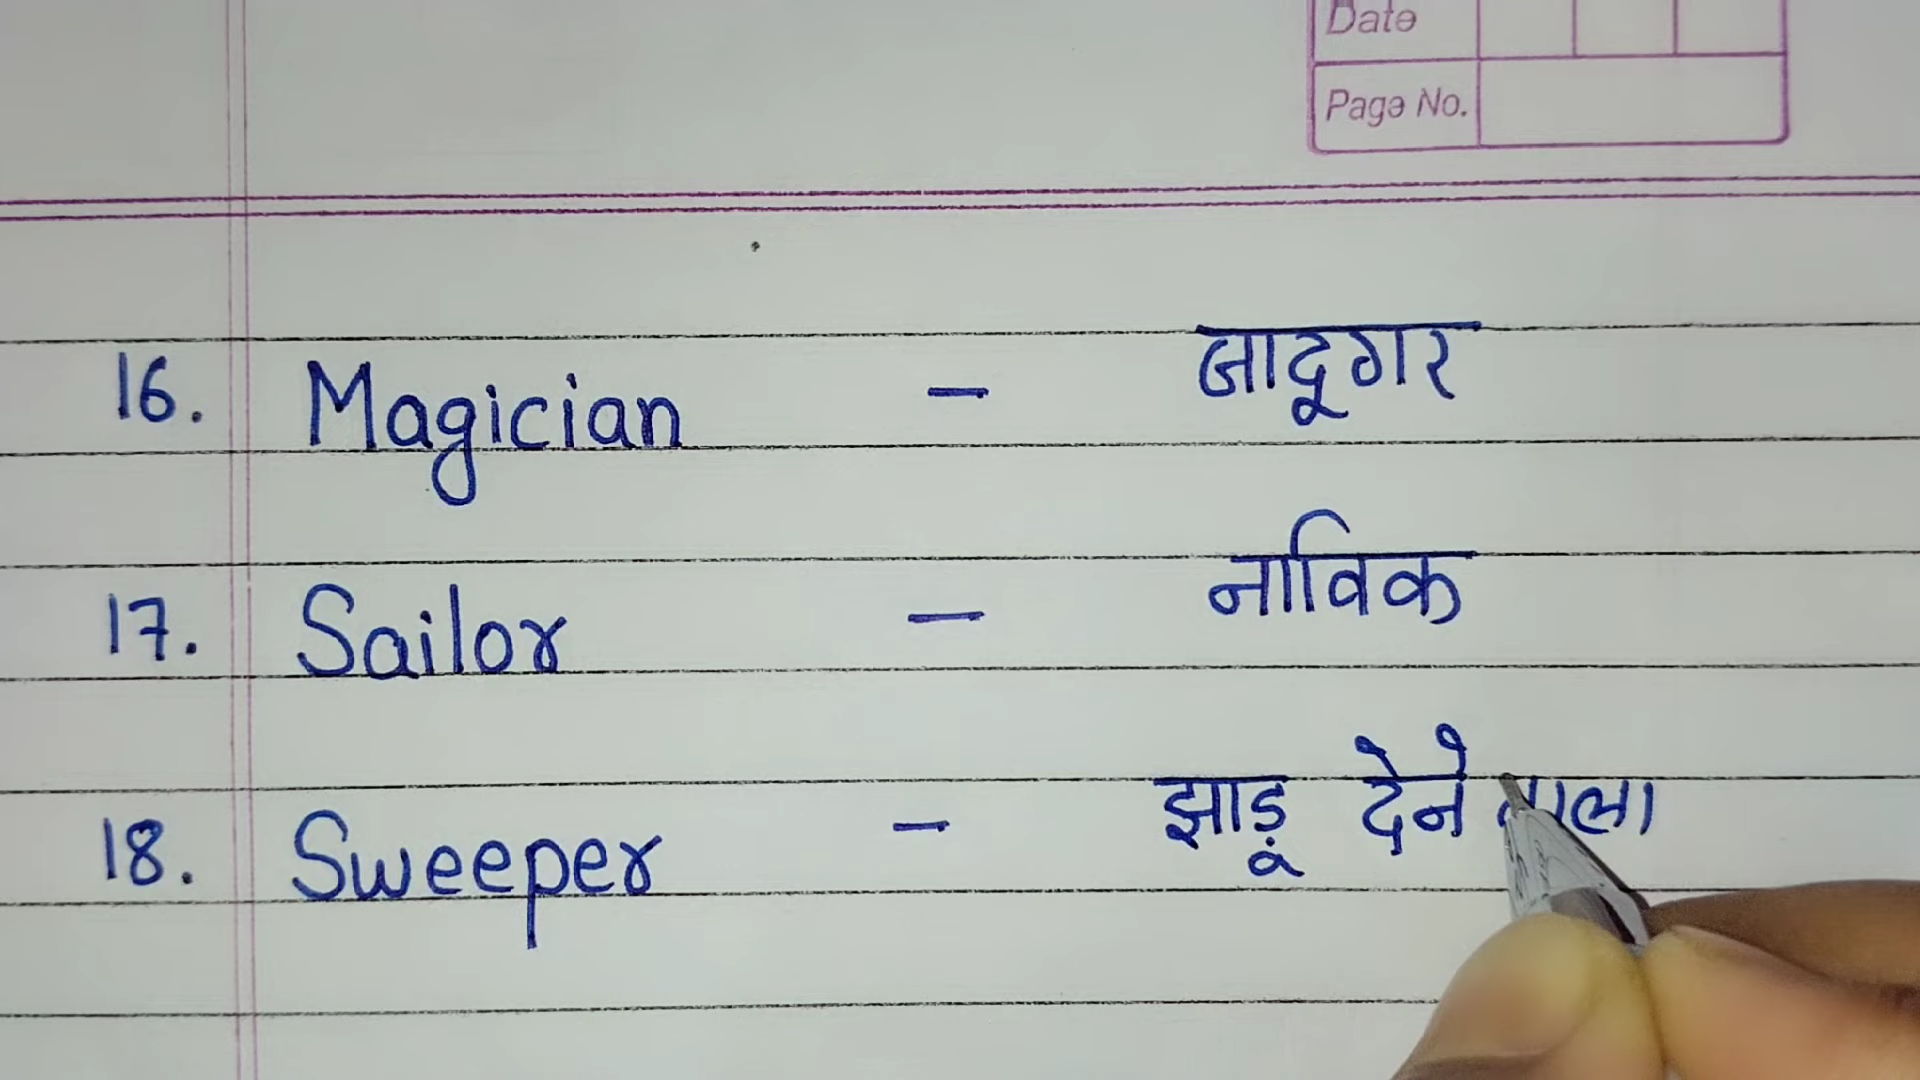 Date
Page No.
16. Magician - जादूगर
17. Sailor - नाविक
18. Sweeper - झाड़ू देने वाला